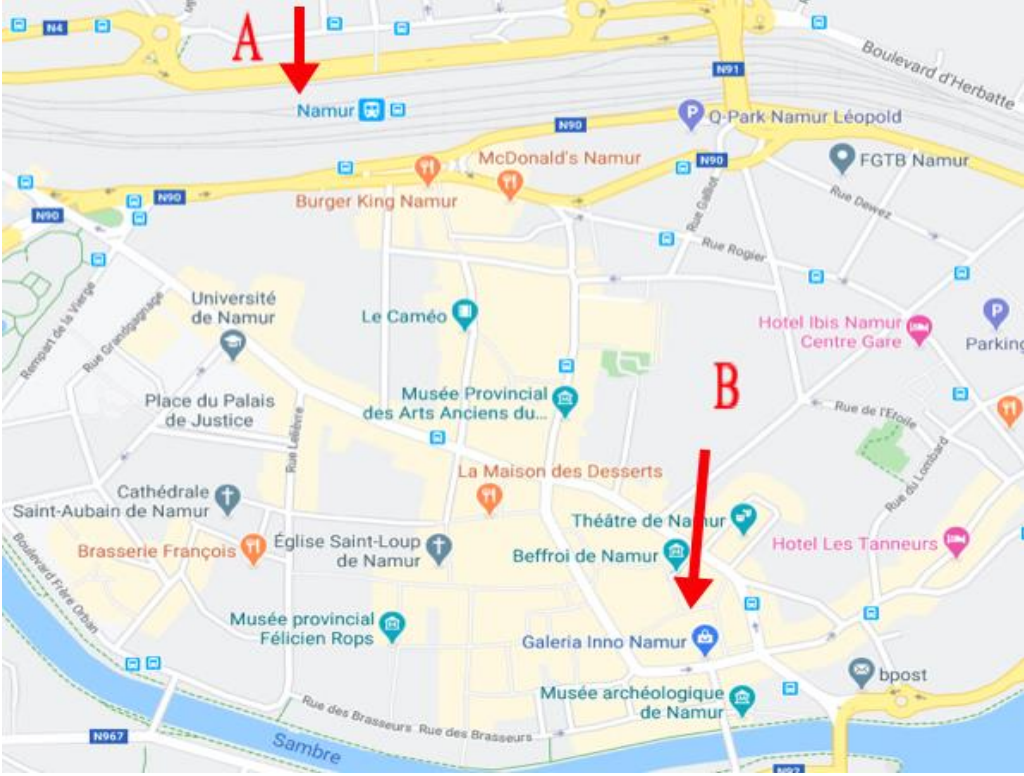 N4
A
N91
Boulevard d'Herbatte
Namur
N90
Q-Park Namur Léopold
McDonald's Namur
N90
FGTB Namur
Burger King Namur
N90
N90
Rue Galliot
Rue Dewez
Rue Rogier
Université
de Namur
Rempart de la Vierge
Rue Grandgagnage
Le Caméo
Hotel Ibis Namur
Centre Gare
Parking
B
Place du Palais
de Justice
Musée Provincial
des Arts Anciens du...
Rue de l'Etoile
Rue Lelièvre
La Maison des Desserts
Rue du Lombard
Cathédrale
Saint-Aubain de Namur
Théâtre de Namur
Brasserie François
Église Saint-Loup
de Namur
Beffroi de Namur
Hotel Les Tanneurs
Boulevard Frère Orban
Musée provincial
Félicien Rops
Galeria Inno Namur
bpost
Musée archéologique
de Namur
Rue des Brasseurs
Rue des Brasseurs
N967
Sambre
N92